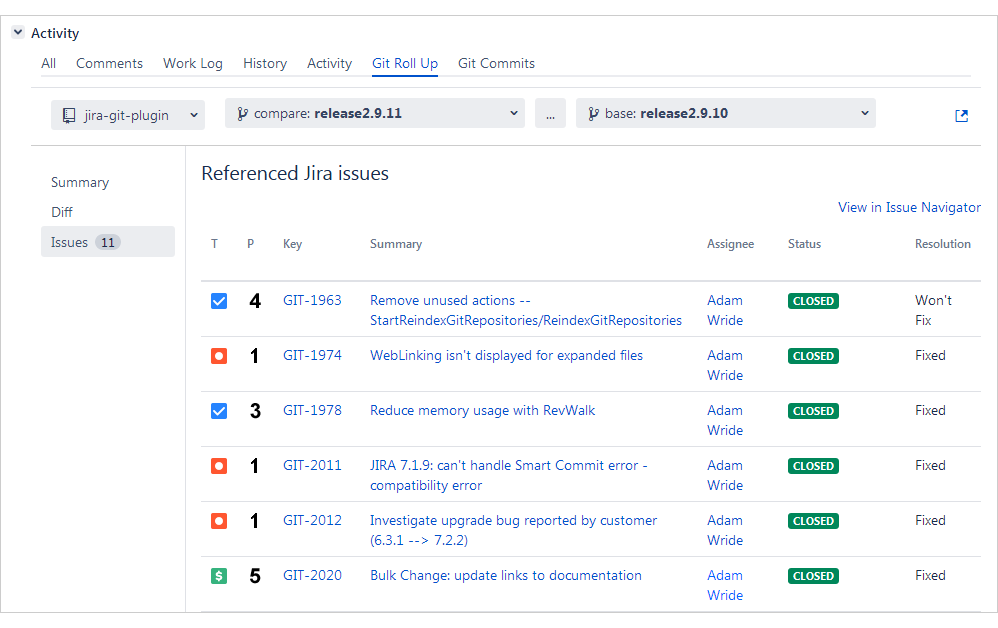 Activity
All Comments Work Log History Activity Git Roll Up Git Commits
jira-git-plugin compare: release2.9.11 ... base: release2.9.10
Summary
Diff
Issues 11
Referenced Jira issues
View in Issue Navigator
T P Key Summary Assignee Status Resolution
4 GIT-1963 Remove unused actions -- Adam CLOSED Won't
StartReindexGitRepositories/ReindexGitRepositories Wride Fix
1 GIT-1974 WebLinking isn't displayed for expanded files Adam CLOSED Fixed
Wride
3 GIT-1978 Reduce memory usage with RevWalk Adam CLOSED Fixed
Wride
1 GIT-2011 JIRA 7.1.9: can't handle Smart Commit error - Adam CLOSED Fixed
compatibility error Wride
1 GIT-2012 Investigate upgrade bug reported by customer Adam CLOSED Fixed
(6.3.1 --> 7.2.2) Wride
$ 5 GIT-2020 Bulk Change: update links to documentation Adam CLOSED Fixed
Wride